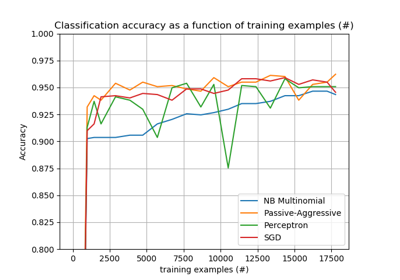 Classification accuracy as a function of training examples (#)
1.000
0.975
0.950
0.925
0.900
0.875
0.850
0.825
0.800
Accuracy
NB Multinomial
Passive-Aggressive
Perceptron
SGD
0 2500 5000 7500 10000 12500 15000 17500
training examples (#)